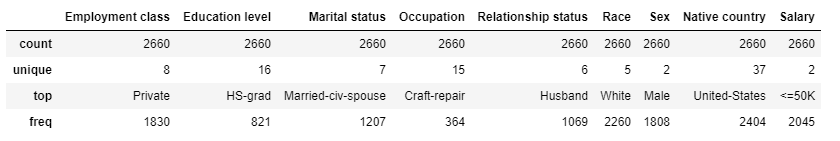 Employment class Education level Marital status Occupation Relationship status Race Sex Native country Salary
count 2660 2660 2660 2660 2660 2660 2660 2660 2660
unique 8 16 7 15 6 5 2 37 2
top Private HS-grad Married-civ-spouse Craft-repair Husband White Male United-States <=50K
freq 1830 821 1207 364 1069 2260 1808 2404 2045